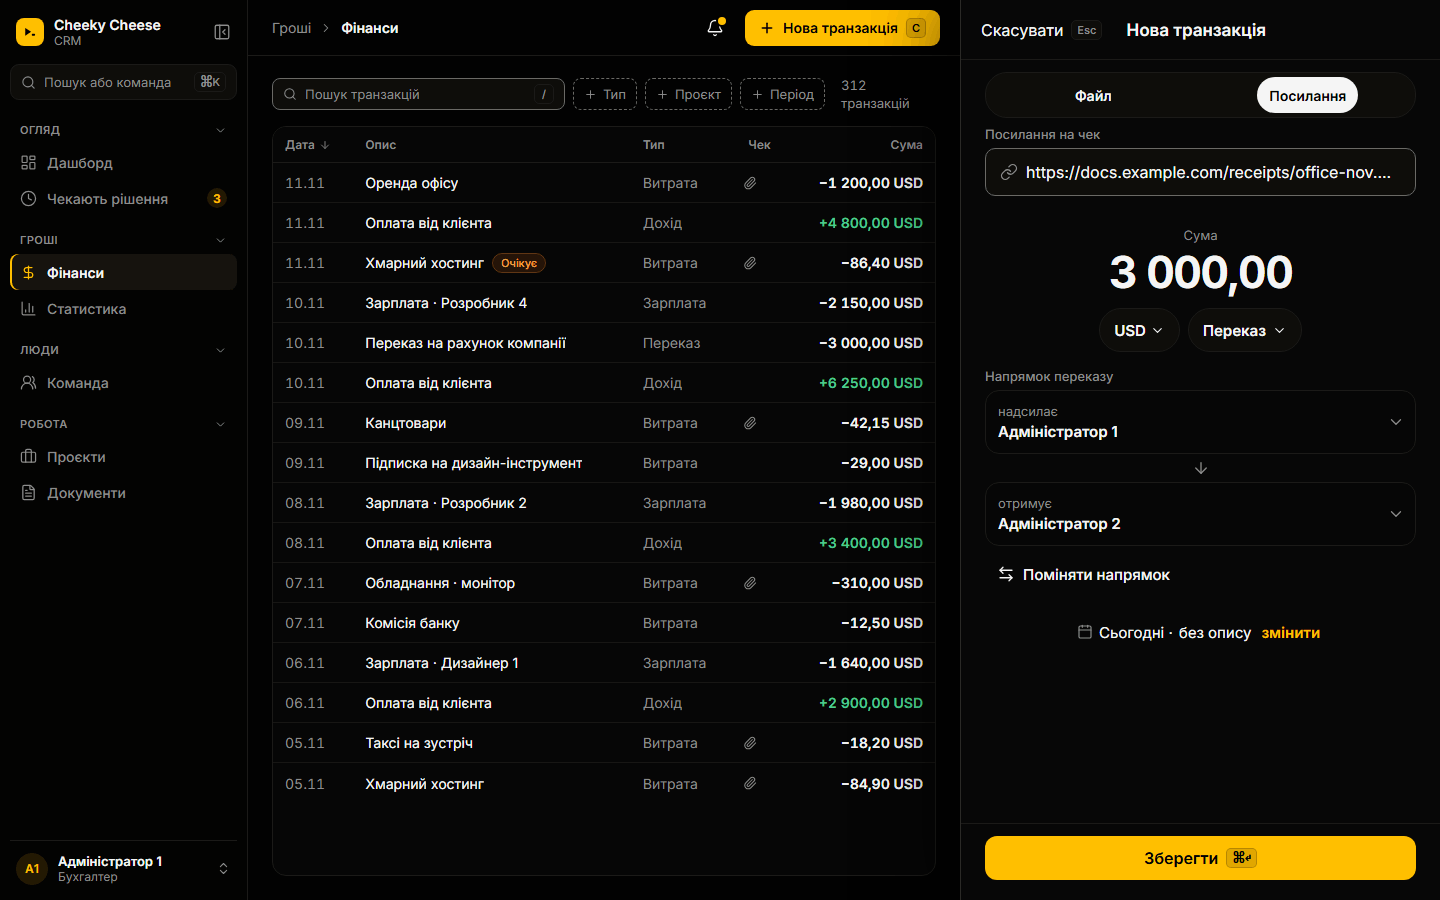 Cheeky Cheese
CRM
Пошук або команда ⌘K
ОГЛЯД
Дашборд
Чекають рішення 3
ГРОШІ
Фінанси
Статистика
ЛЮДИ
Команда
РОБОТА
Проєкти
Документи
A1
Адміністратор 1
Бухгалтер
Гроші Фінанси
Нова транзакція C
Пошук транзакцій /
Тип
Проєкт
Період
312
транзакцій
Дата Опис Тип Чек Сума
11.11 Оренда офісу Витрата −1 200,00 USD
11.11 Оплата від клієнта Дохід +4 800,00 USD
11.11 Хмарний хостинг Очікує Витрата −86,40 USD
10.11 Зарплата · Розробник 4 Зарплата −2 150,00 USD
10.11 Переказ на рахунок компанії Переказ −3 000,00 USD
10.11 Оплата від клієнта Дохід +6 250,00 USD
09.11 Канцтовари Витрата −42,15 USD
09.11 Підписка на дизайн-інструмент Витрата −29,00 USD
08.11 Зарплата · Розробник 2 Зарплата −1 980,00 USD
08.11 Оплата від клієнта Дохід +3 400,00 USD
07.11 Обладнання · монітор Витрата −310,00 USD
07.11 Комісія банку Витрата −12,50 USD
06.11 Зарплата · Дизайнер 1 Зарплата −1 640,00 USD
06.11 Оплата від клієнта Дохід +2 900,00 USD
05.11 Таксі на зустріч Витрата −18,20 USD
05.11 Хмарний хостинг Витрата −84,90 USD
Скасувати Esc Нова транзакція
Файл Посилання
Посилання на чек
https://docs.example.com/receipts/office-nov....
Сума
3 000,00
USD Переказ
Напрямок переказу
надсилає
Адміністратор 1
отримує
Адміністратор 2
Поміняти напрямок
Сьогодні · без опису змінити
Зберегти ⌘↵